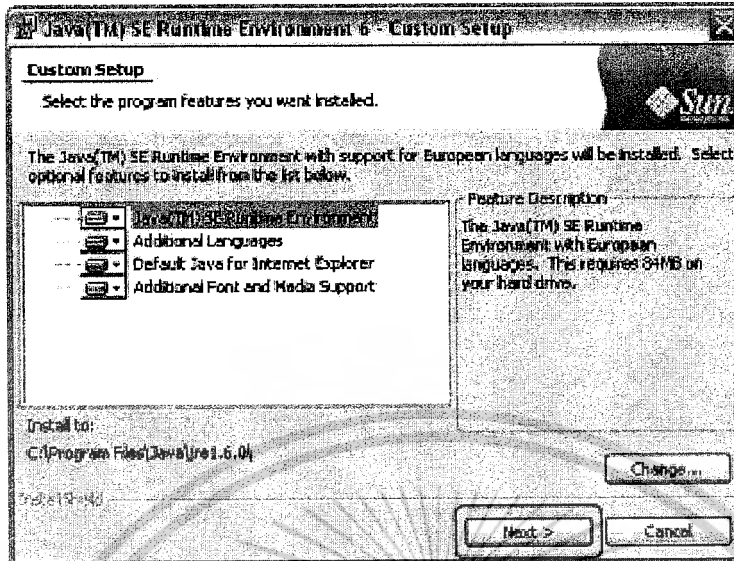 Java(TM) SE Runtime Environment 6 - Custom Setup
Custom Setup
Select the program features you want installed.
Sun
The Java(TM) SE Runtime Environment with support for European languages will be installed. Select
optional features to install from the list below.
Java(TM) SE Runtime Environment
Additional Languages
Default Java for Internet Explorer
Additional Font and Media Support
Feature Description
The Java(TM) SE Runtime
Environment with European
languages. This requires 84MB on
your hard drive.
Install to:
C:\Program Files\Java\jre1.6.0\
Change...
InstallShield
Next >
Cancel